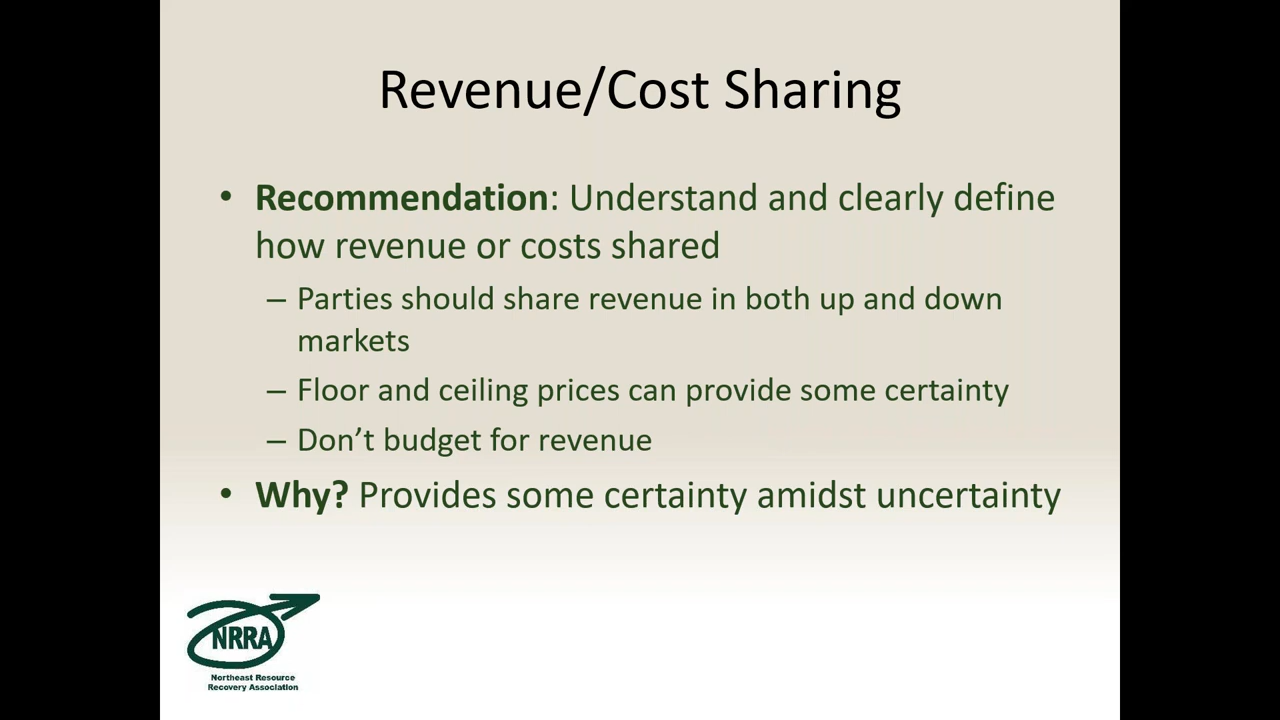 Revenue/Cost Sharing
• Recommendation: Understand and clearly define
how revenue or costs shared
– Parties should share revenue in both up and down
markets
– Floor and ceiling prices can provide some certainty
– Don’t budget for revenue
• Why? Provides some certainty amidst uncertainty
NRRA
Northeast Resource
Recovery Association